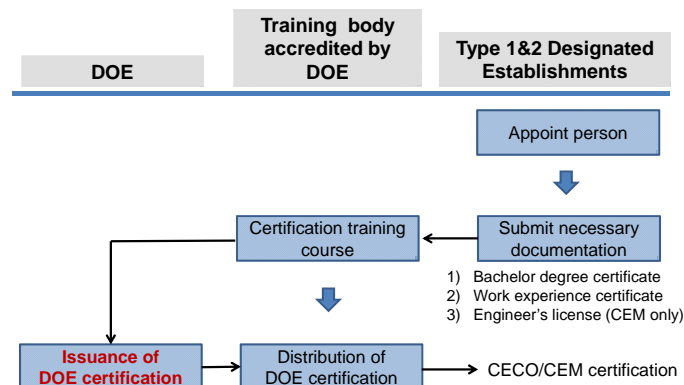 DOE
Training body
accredited by
DOE
Type 1&2 Designated
Establishments
Appoint person
Certification training
course
Submit necessary
documentation
1) Bachelor degree certificate
2) Work experience certificate
3) Engineer's license (CEM only)
Issuance of
DOE certification
Distribution of
DOE certification
CECO/CEM certification